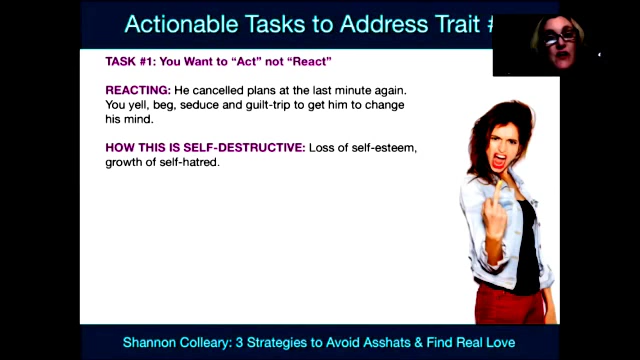 Actionable Tasks to Address Trait #
TASK #1: You Want to “Act” not “React”
REACTING: He cancelled plans at the last minute again.
You yell, beg, seduce and guilt-trip to get him to change
his mind.
HOW THIS IS SELF-DESTRUCTIVE: Loss of self-esteem,
growth of self-hatred.
Shannon Colleary: 3 Strategies to Avoid Asshats & Find Real Love